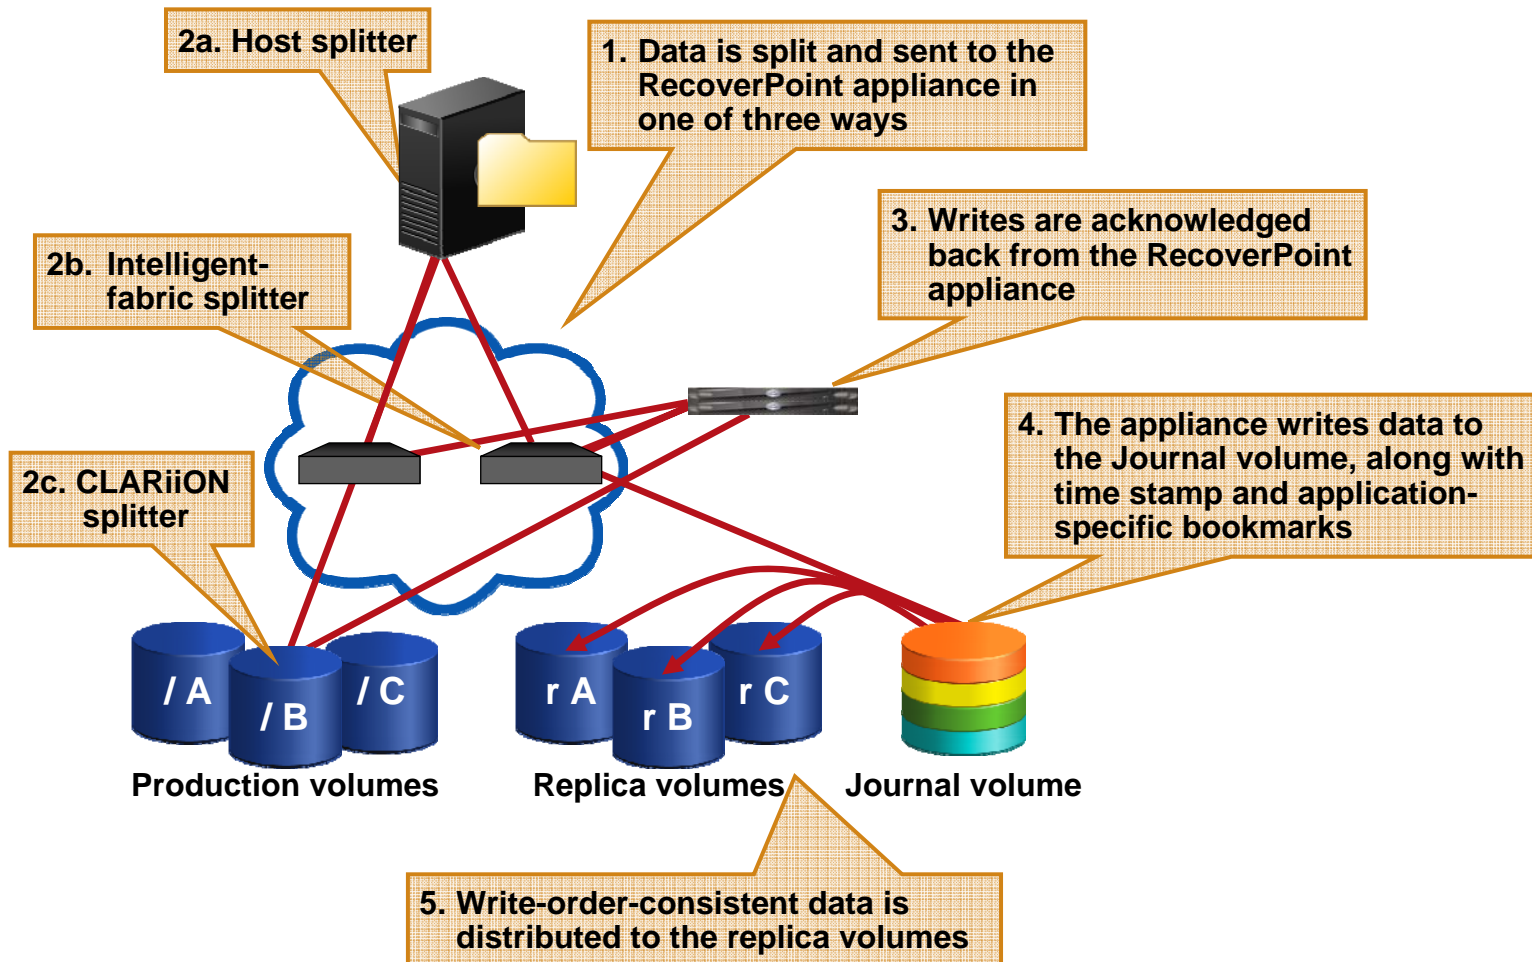 2a. Host splitter
1. Data is split and sent to the
RecoverPoint appliance in
one of three ways
3. Writes are acknowledged
back from the RecoverPoint
appliance
2b. Intelligent-
fabric splitter
4. The appliance writes data to
the Journal volume, along with
time stamp and application-
specific bookmarks
2c. CLARiiON
splitter
/ A
/ B
/ C
r A
r B
r C
Production volumes
Replica volumes
Journal volume
5. Write-order-consistent data is
distributed to the replica volumes